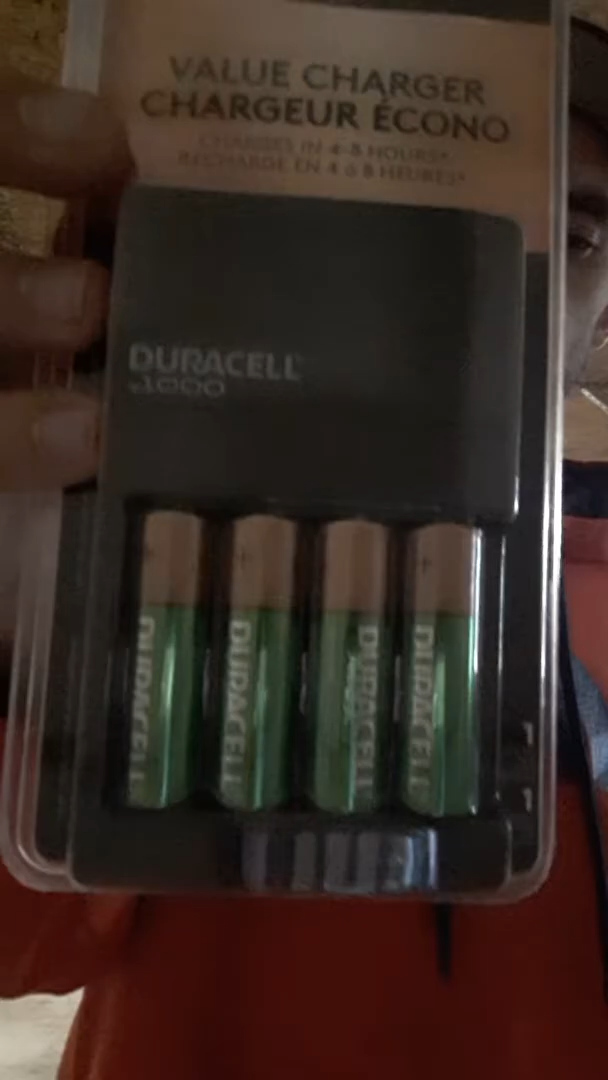 VALUE CHARGER
CHARGEUR ÉCONO
CHARGES IN 4-8 HOURS*
RECHARGE EN 4 à 8 HEURES*
DURACELL
1000
DURACELL
DURACELL
DURACELL
DURACELL